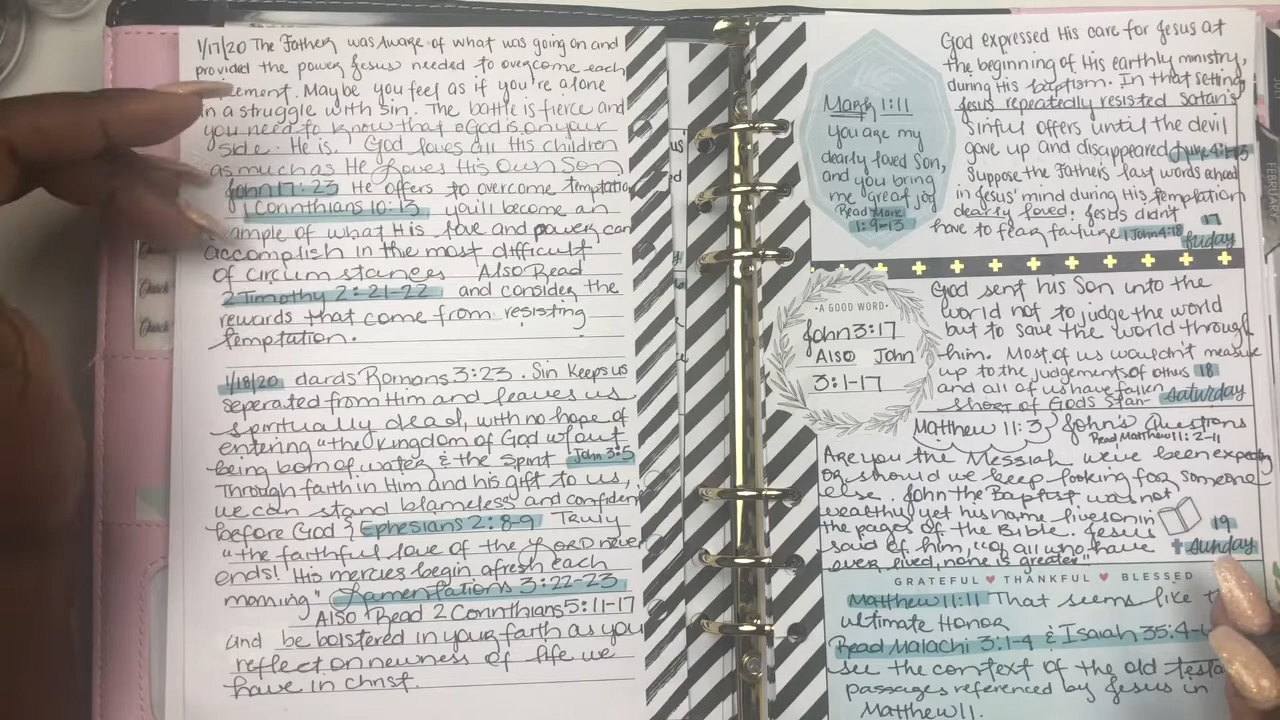 1/17/20 The Father was aware of what was going on and
provided the power Jesus needed to overcome each
Maybe you feel as if you're alone
in a struggle with sin. The battle is fierce and
you need to know that God is on your
side. He is. "God loves all His children
as much as He loves His Own Son
John 17:23 He offers to overcome temptatio
1 Corinthians 10:13 you'll become an
example of what His love and power can
accomplish in the most difficult
of circumstances Also Read
2 Timothy 2:21-22 and consider the
rewards that come from resisting
temptation.
1/18/20 dards Romans 3:23. Sin keeps us
seperated from Him and leaves us
spiritually dead, with no hope of
entering "the kingdom of God w/out
being born of water & the Spirit John 3:5
Through faith in Him and his gift to us,
we can stand blameless and confident
before God & Ephesians 2:8-9 Truly
"the faithful love of the LORD never
ends! His mercies begin afresh each
morning" Lamentations 3:22-23
Also Read 2 Corinthians 5:11-17
and be bolstered in your faith as you
reflect on newness of life we
have in christ.
Church
Church
us
ed
Mark 1:11
You are my
dearly loved Son,
and you bring
me great joy
Read Mark
1:9-13
God expressed His care for Jesus at
the beginning of His earthly ministry,
during His baptism. In that setting
Jesus repeatedly resisted satan's
sinful offers until the devil
gave up and disappeared Luke 4:1-13
Suppose the Fathers last words echoed
in Jesus' mind during His temptation
dearly loved. Jesus didn't
have to fear failure 1 John 4:18
17
friday
FEBRUARY
A GOOD WORD
John 3:17
Also John
3:1-17
God sent his Son into the
world not to judge the world
but to save the world through
him. Most of us wouldn't measure
up to the judgements of others
and all of us have fallen
short of Gods Stan-
18
saturday
Matthew 11:3 John's Questions
Read Matthew 11:2-11
Are you the Messiah we've been expecting
or should we keep looking for someone
else. John the Baptist was not
wealthy yet his name lives on in
the pages of the Bible. Jesus
said of him, "of all who have
ever lived, none is greater"
19
sunday
GRATEFUL ♥ THANKFUL ♥ BLESSED
Matthew 11:11 That seems like t
ultimate Honor
Read Malachi 3:1-4 & Isaiah 35:4-
see the context of the old testa
passages referenced by Jesus in
Matthew 11.